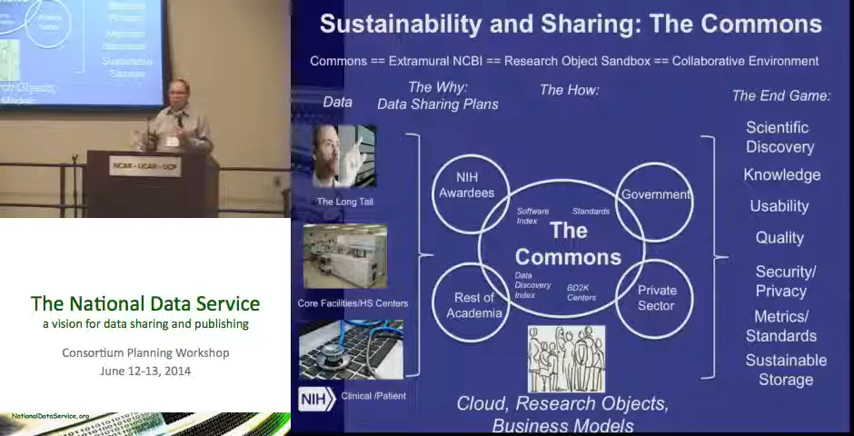 Sustainability and Sharing: The Commons
Commons == Extramural NCBI == Research Object Sandbox == Collaborative Environment
Data
The Why:
Data Sharing Plans
The How:
The End Game:
The Long Tail
Core Facilities/HS Centers
Clinical /Patient
NIH
NIH
Awardees
Government
Software
Index
Standards
The
Commons
Data
Discovery
Index
BD2K
Centers
Rest of
Academia
Private
Sector
Cloud, Research Objects,
Business Models
Scientific
Discovery
Knowledge
Usability
Quality
Security/
Privacy
Metrics/
Standards
Sustainable
Storage
NCAR • UCAR • UCP
The National Data Service
a vision for data sharing and publishing
Consortium Planning Workshop
June 12-13, 2014
NationalDataService.org